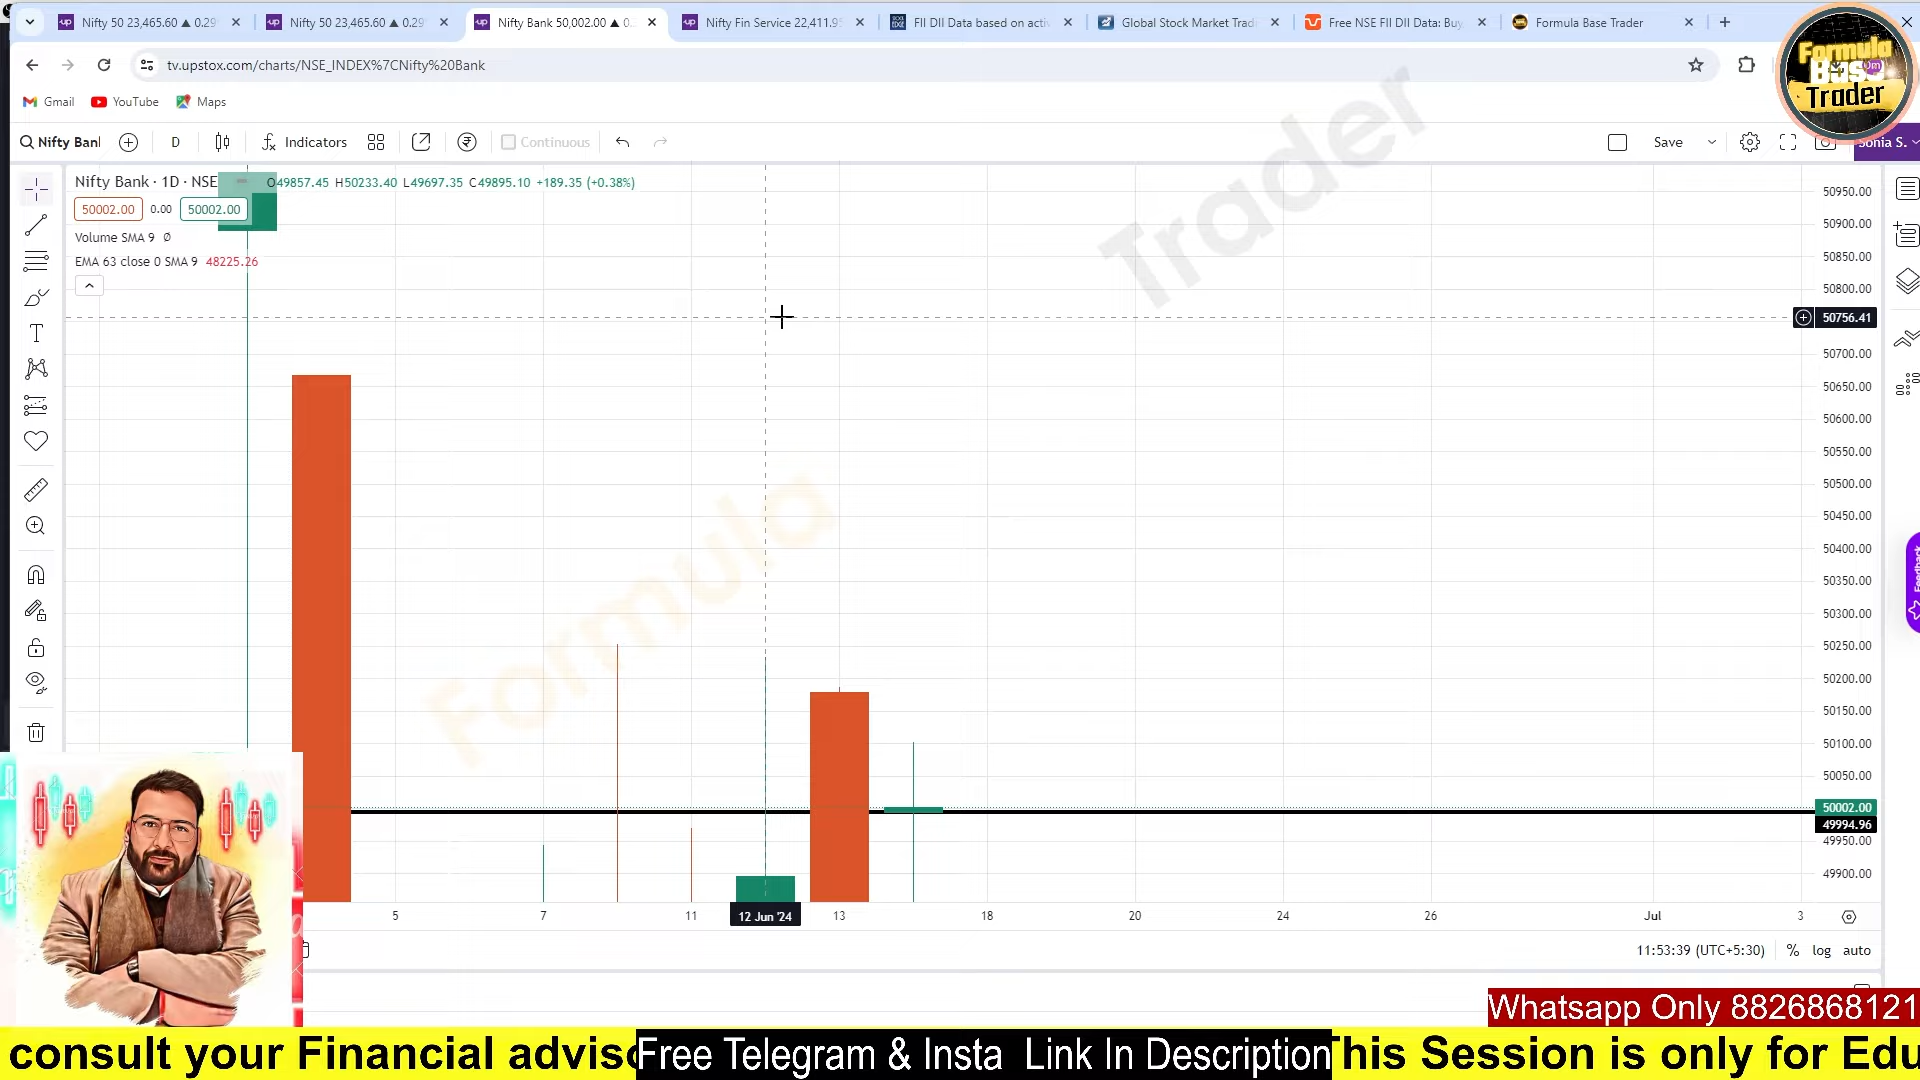 Nifty 50 23,465.60 ▲ 0.29
Nifty 50 23,465.60 ▲ 0.29
Nifty Bank 50,002.00 ▲ 0.
Nifty Fin Service 22,411.95
FII DII Data based on activ
Global Stock Market Tradi
Free NSE FII DII Data: Buy,
Formula Base Trader
tv.upstox.com/charts/NSE_INDEX%7CNifty%20Bank
Formula
Base
Trader
Gmail
YouTube
Maps
Nifty Banl
D
Indicators
Continuous
Save
Sonia S.
Nifty Bank · 1D · NSE
O49857.45 H50233.40 L49697.35 C49895.10 +189.35 (+0.38%)
50002.00
0.00
50002.00
Volume SMA 9 Ø
EMA 63 close 0 SMA 9 48225.26
Trader
Formula
50950.00
50900.00
50850.00
50800.00
50756.41
50700.00
50650.00
50600.00
50550.00
50500.00
50450.00
50400.00
50350.00
50300.00
50250.00
50200.00
50150.00
50100.00
50050.00
50002.00
49994.96
49950.00
49900.00
Feedback
5
7
11
12 Jun '24
13
18
20
24
26
Jul
3
11:53:39 (UTC+5:30)
%
log
auto
Whatsapp Only 8826868121
consult your Financial adviso
Free Telegram & Insta Link In Description
This Session is only for Edu